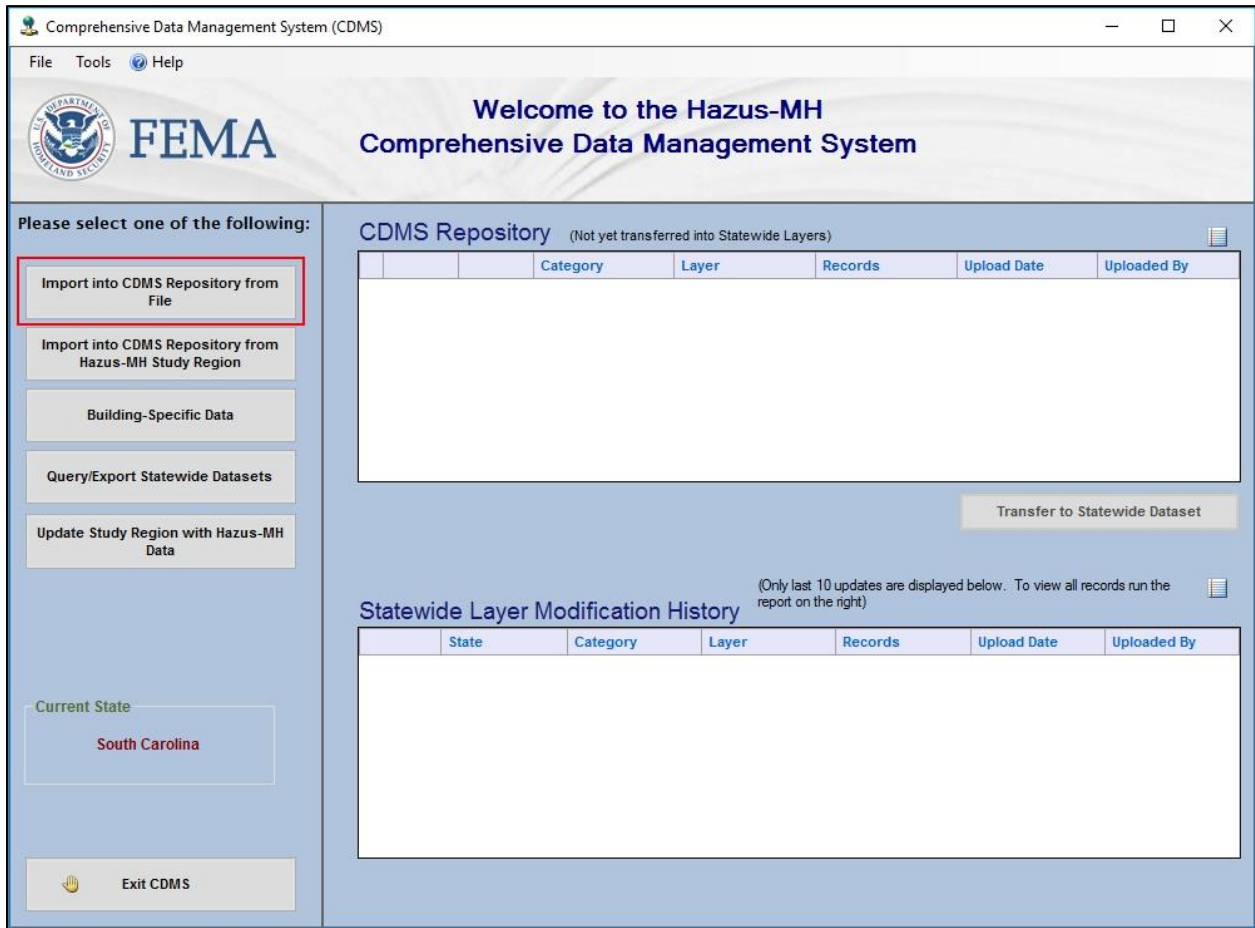 Comprehensive Data Management System (CDMS)
File Tools Help
U.S. DEPARTMENT OF HOMELAND SECURITY
FEMA
Welcome to the Hazus-MH
Comprehensive Data Management System
Please select one of the following:
Import into CDMS Repository from
File
Import into CDMS Repository from
Hazus-MH Study Region
Building-Specific Data
Query/Export Statewide Datasets
Update Study Region with Hazus-MH
Data
Current State
South Carolina
Exit CDMS
CDMS Repository (Not yet transferred into Statewide Layers)
Category Layer Records Upload Date Uploaded By
Transfer to Statewide Dataset
(Only last 10 updates are displayed below. To view all records run the
report on the right)
Statewide Layer Modification History
State Category Layer Records Upload Date Uploaded By